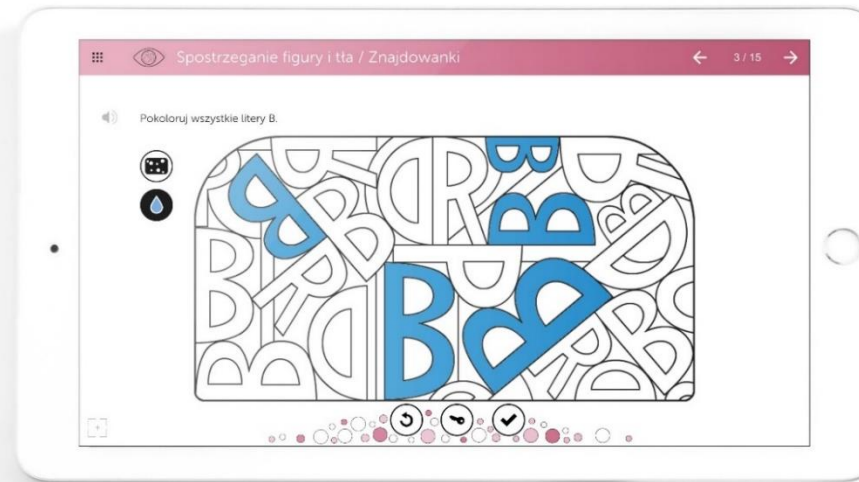 Spostrzeganie figury i tła / Znajdowanki
3 / 15
Pokoloruj wszystkie litery B.